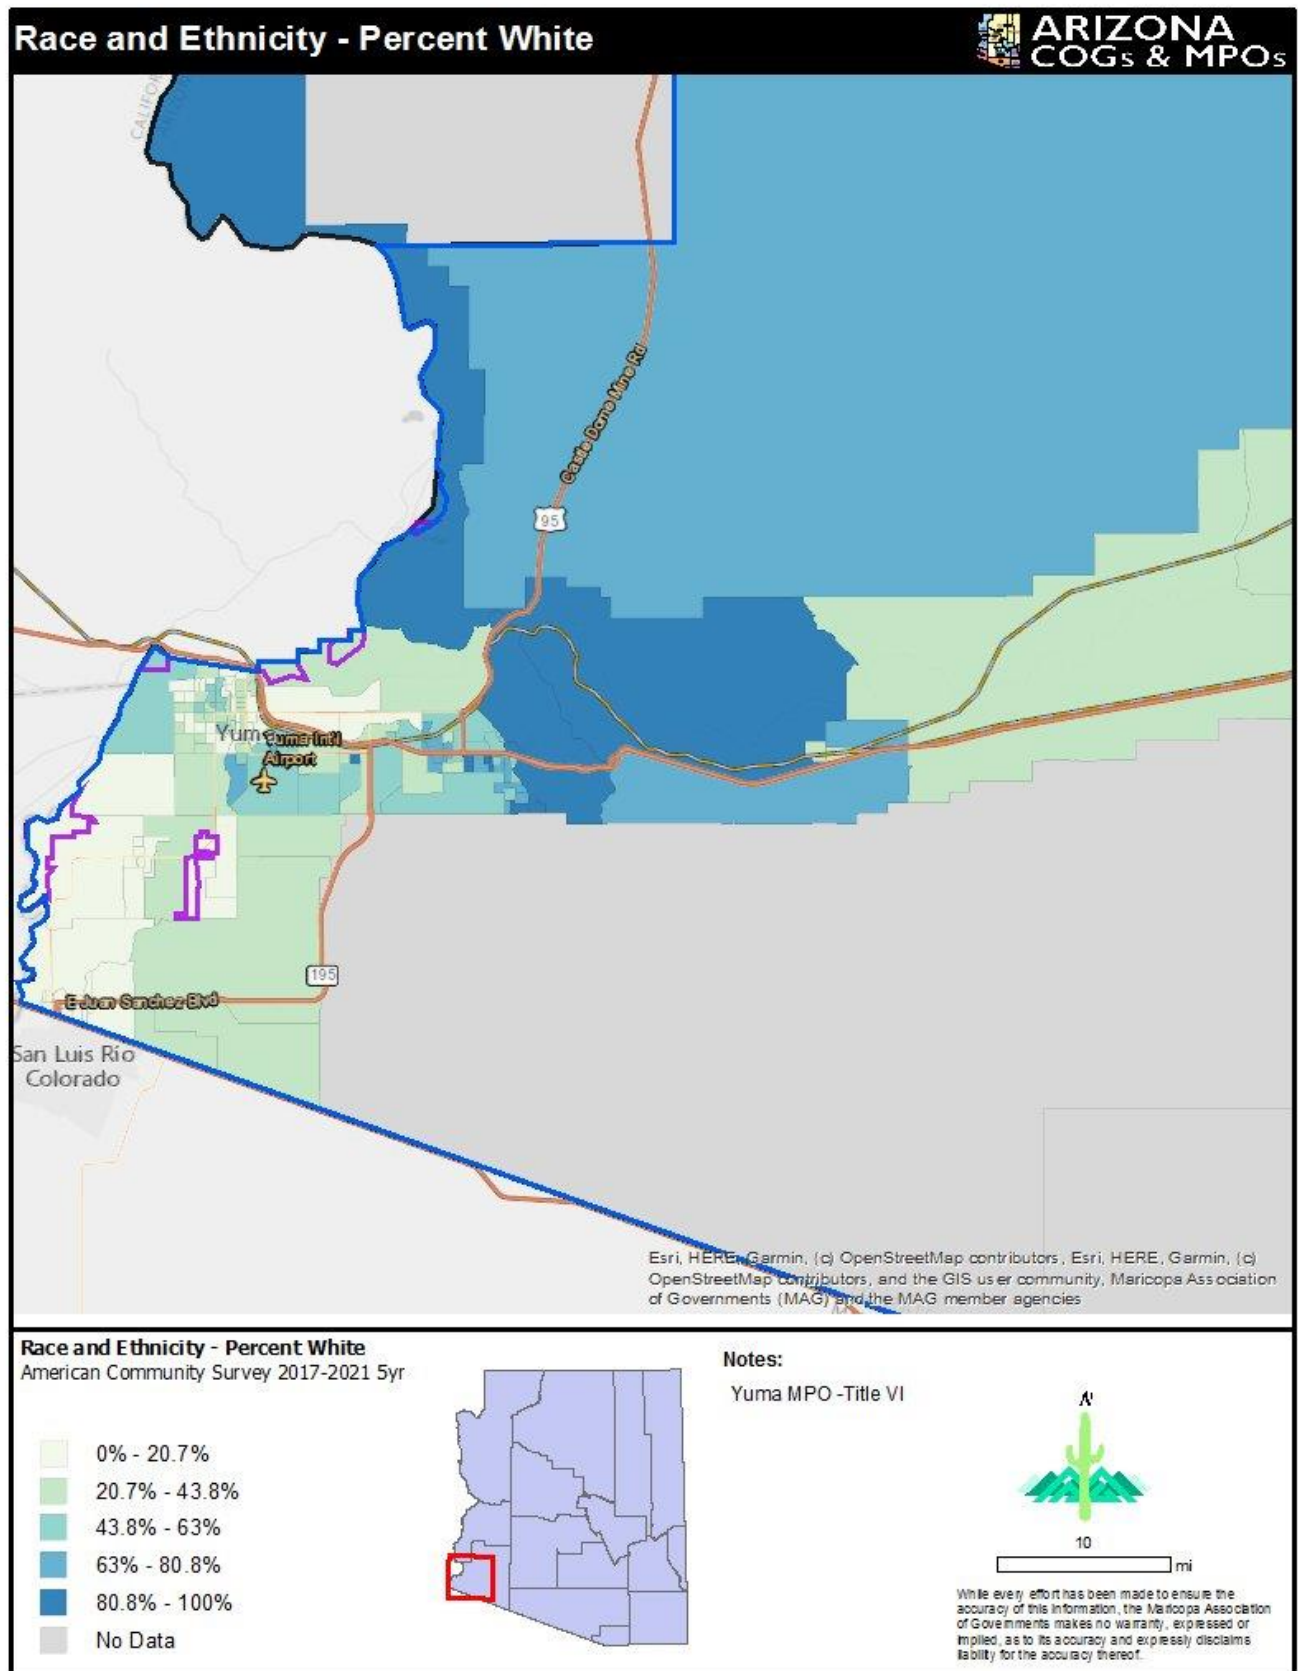 Race and Ethnicity - Percent White
ARIZONA
COGs & MPOs
Castle Dome Mine Rd
95
Yuma Int'l
Airport
195
E Juan Sanchez Blvd
San Luis Río
Colorado
Esri, HERE, Garmin, (c) OpenStreetMap contributors, Esri, HERE, Garmin, (c)
OpenStreetMap contributors, and the GIS user community, Maricopa Association
of Governments (MAG) and the MAG member agencies
Race and Ethnicity - Percent White
American Community Survey 2017-2021 5yr
0% - 20.7%
20.7% - 43.8%
43.8% - 63%
63% - 80.8%
80.8% - 100%
No Data
Notes:
Yuma MPO -Title VI
N
10
mi
While every effort has been made to ensure the
accuracy of this information, the Maricopa Association
of Governments makes no warranty, expressed or
implied, as to its accuracy and expressly disclaims
liability for the accuracy thereof.